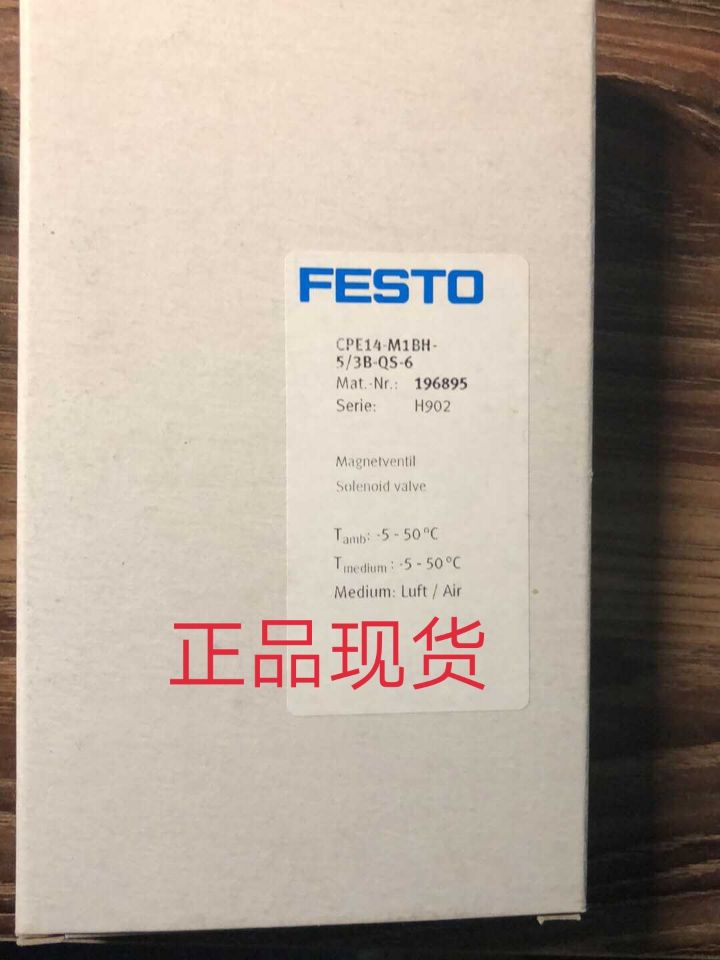 FESTO
CPE14-M1BH-
5/3B-QS-6
Mat.-Nr.: 196895
Serie: H902
Magnetventil
Solenoid valve
Tamb: -5 - 50 °C
Tmedium : -5 - 50 °C
Medium: Luft / Air
正品现货